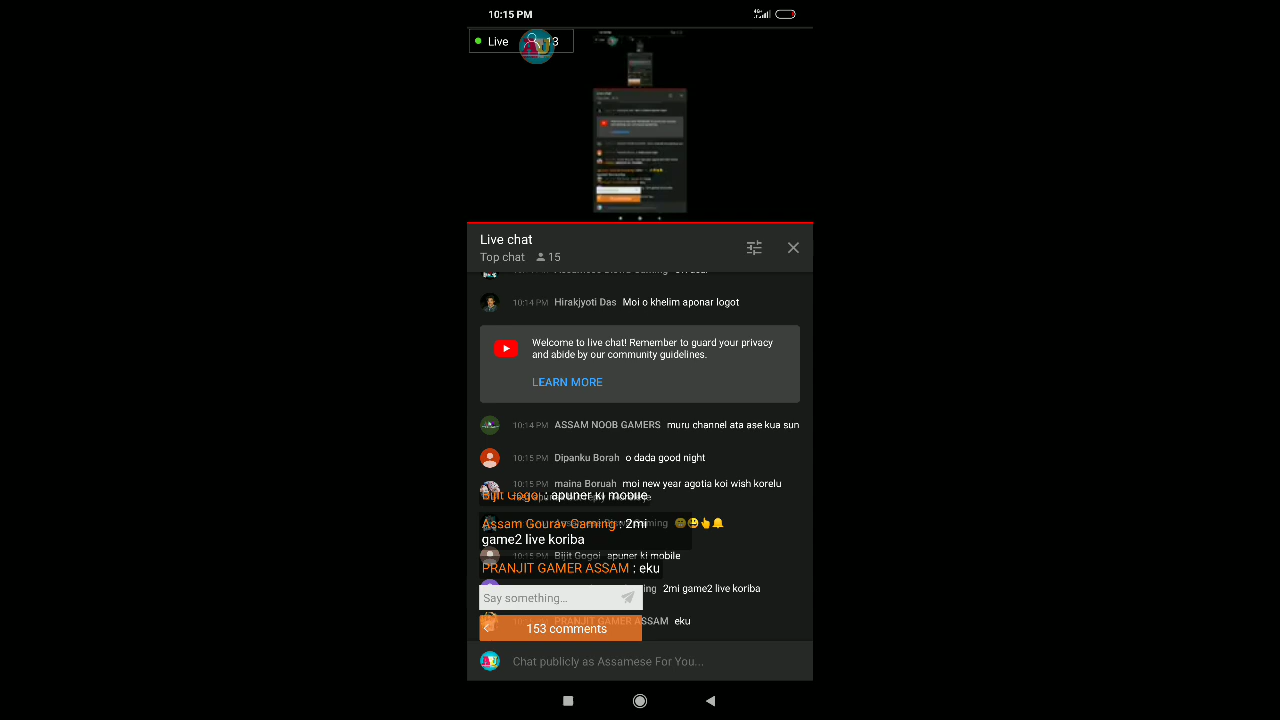 10:15 PM
4G+
Live 13
Live chat
Top chat 15
10:14 PM Hirakjyoti Das Moi o khelim aponar logot
Welcome to live chat! Remember to guard your privacy
and abide by our community guidelines.
LEARN MORE
10:14 PM ASSAM NOOB GAMERS muru channel ata ase kua sun
10:15 PM Dipanku Borah o dada good night
10:15 PM maina Boruah moi new year agotia koi wish korelu
Bijit Gogoi : apuner ki mobile
Assam Gourav Gaming : 2mi
game2 live koriba
10:15 PM Bijit Gogoi apuner ki mobile
PRANJIT GAMER ASSAM : eku
2mi game2 live koriba
Say something...
PRANJIT GAMER ASSAM eku
153 comments
Chat publicly as Assamese For You...